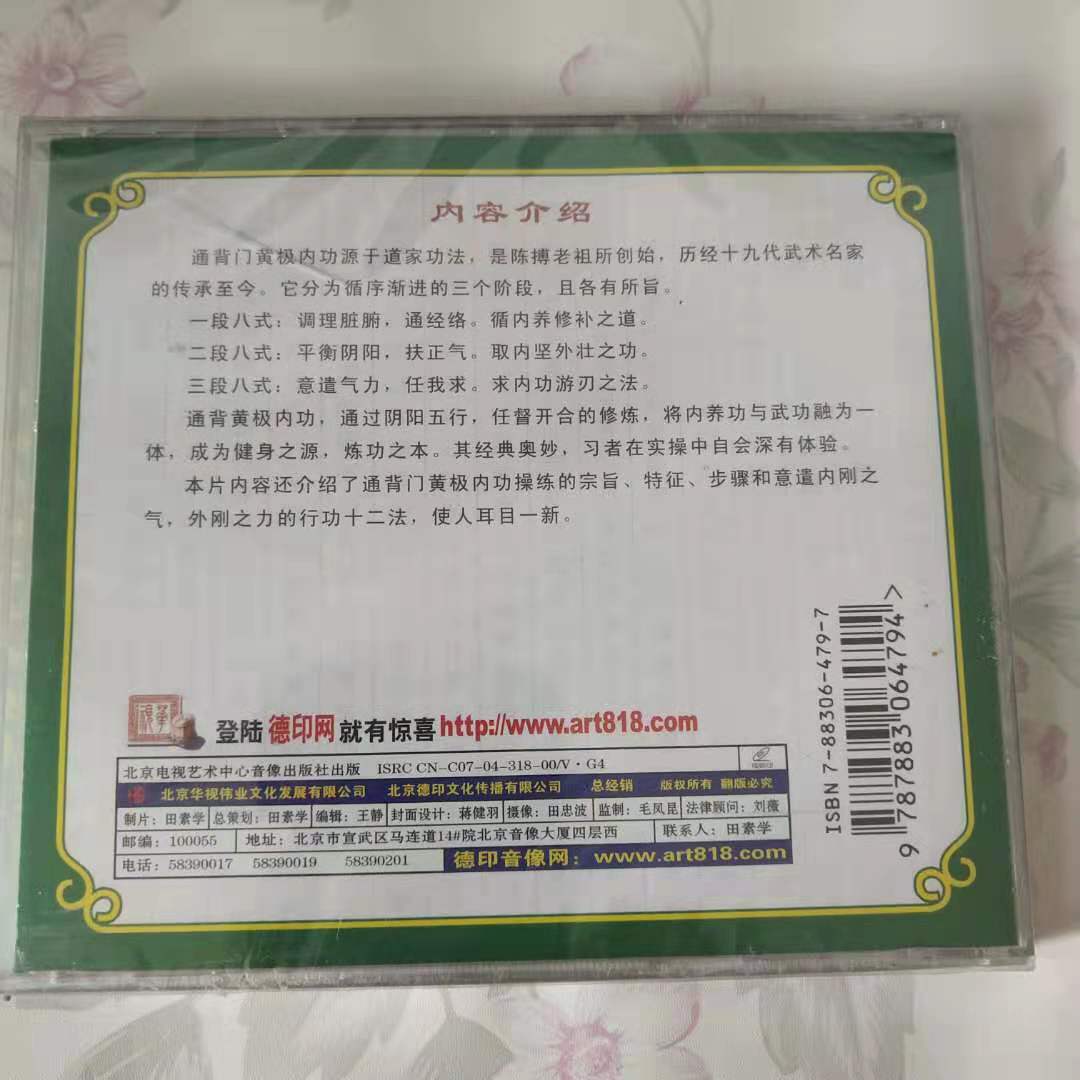 内容介绍
通背门黄极内功源于道家功法，是陈搏老祖所创始，历经十九代武术名家
的传承至今。它分为循序渐进的三个阶段，且各有所旨。
一段八式：调理脏腑，通经络。循内养修补之道。
二段八式：平衡阴阳，扶正气。取内坚外壮之功。
三段八式：意遣气力，任我求。求内功游刃之法。
通背黄极内功，通过阴阳五行，任督开合的修炼，将内养功与武功融为一
体，成为健身之源，炼功之本。其经典奥妙，习者在实操中自会深有体验。
本片内容还介绍了通背门黄极内功操练的宗旨、特征、步骤和意遣内刚之
气，外刚之力的行功十二法，使人耳目一新。
登陆 德印网 就有惊喜 http://www.art818.com
北京电视艺术中心音像出版社出版 ISRC CN-C07-04-318-00/V·G4
北京华视伟业文化发展有限公司 北京德印文化传播有限公司 总经销 版权所有 翻版必究
制片：田素学 总策划：田素学 编辑：王静 封面设计：蒋健羽 摄像：田忠波 监制：毛凤昆 法律顾问：刘薇
邮编：100055 地址：北京市宣武区马连道14#院北京音像大厦四层西 联系人：田素学
电话：58390017 58390019 58390201 德印音像网：www.art818.com
ISBN 7-88306-479-7
9 787883 064794 >